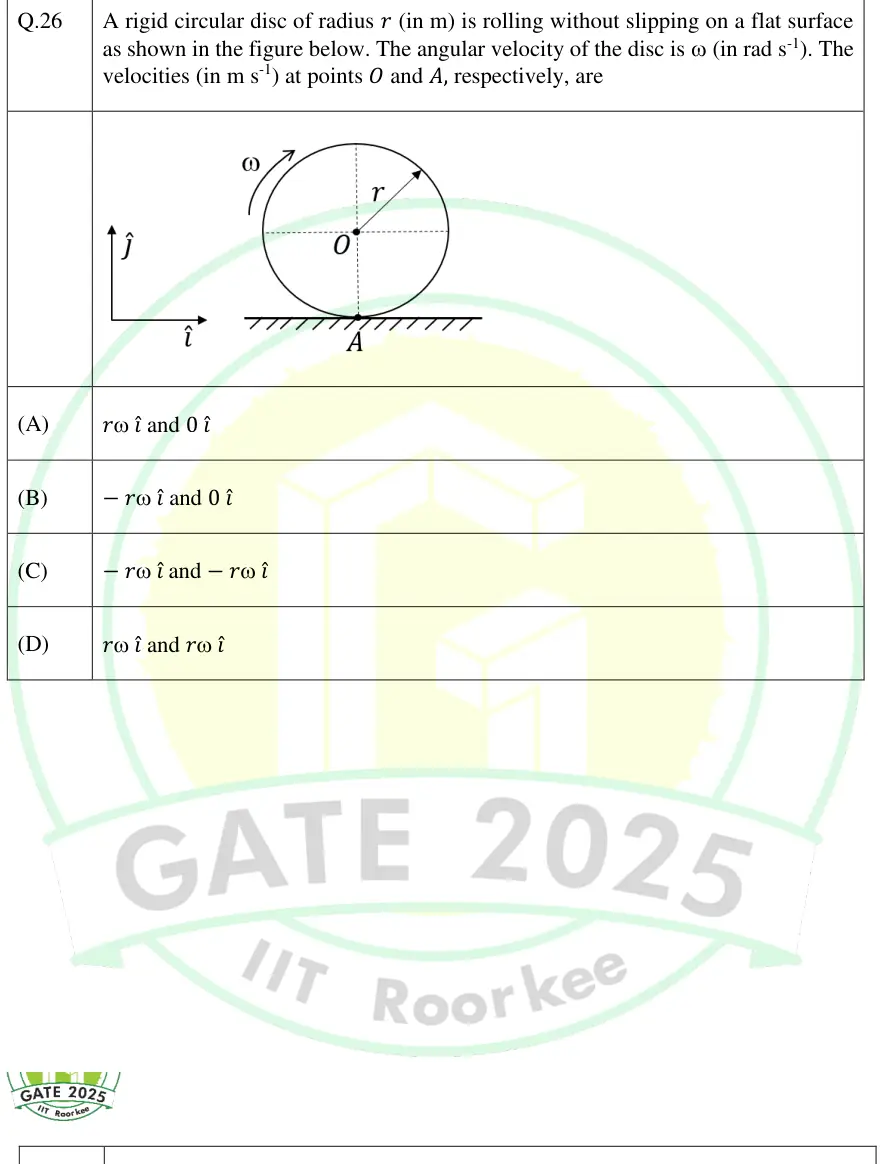 Q.26 A rigid circular disc of radius r (in m) is rolling without slipping on a flat surface
as shown in the figure below. The angular velocity of the disc is ω (in rad s⁻¹). The
velocities (in m s⁻¹) at points O and A, respectively, are
ω
r
ĵ
O
î
A
(A) rω î and 0 î
(B) − rω î and 0 î
(C) − rω î and − rω î
(D) rω î and rω î
GATE 2025
IIT Roorkee
GATE 2025
IIT Roorkee